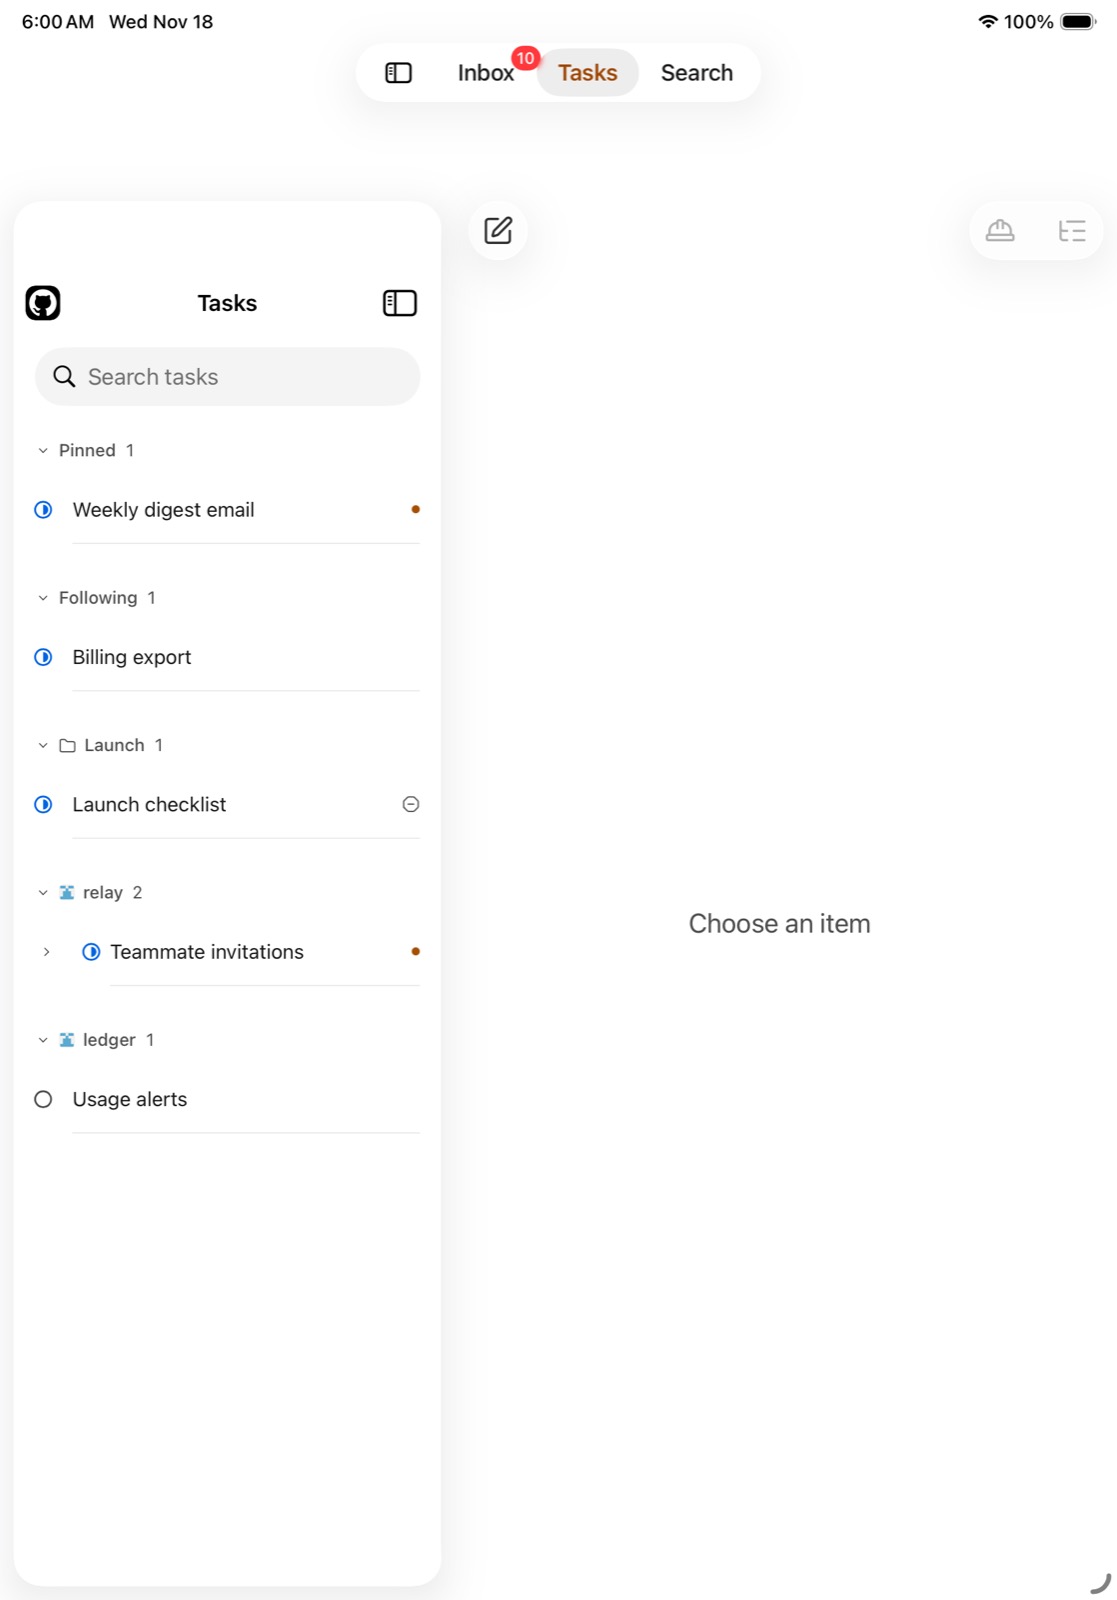 6:00 AM Wed Nov 18
100%
Inbox 10 Tasks Search
Tasks
Search tasks
Pinned 1
Weekly digest email
Following 1
Billing export
Launch 1
Launch checklist
relay 2
Teammate invitations
ledger 1
Usage alerts
Choose an item